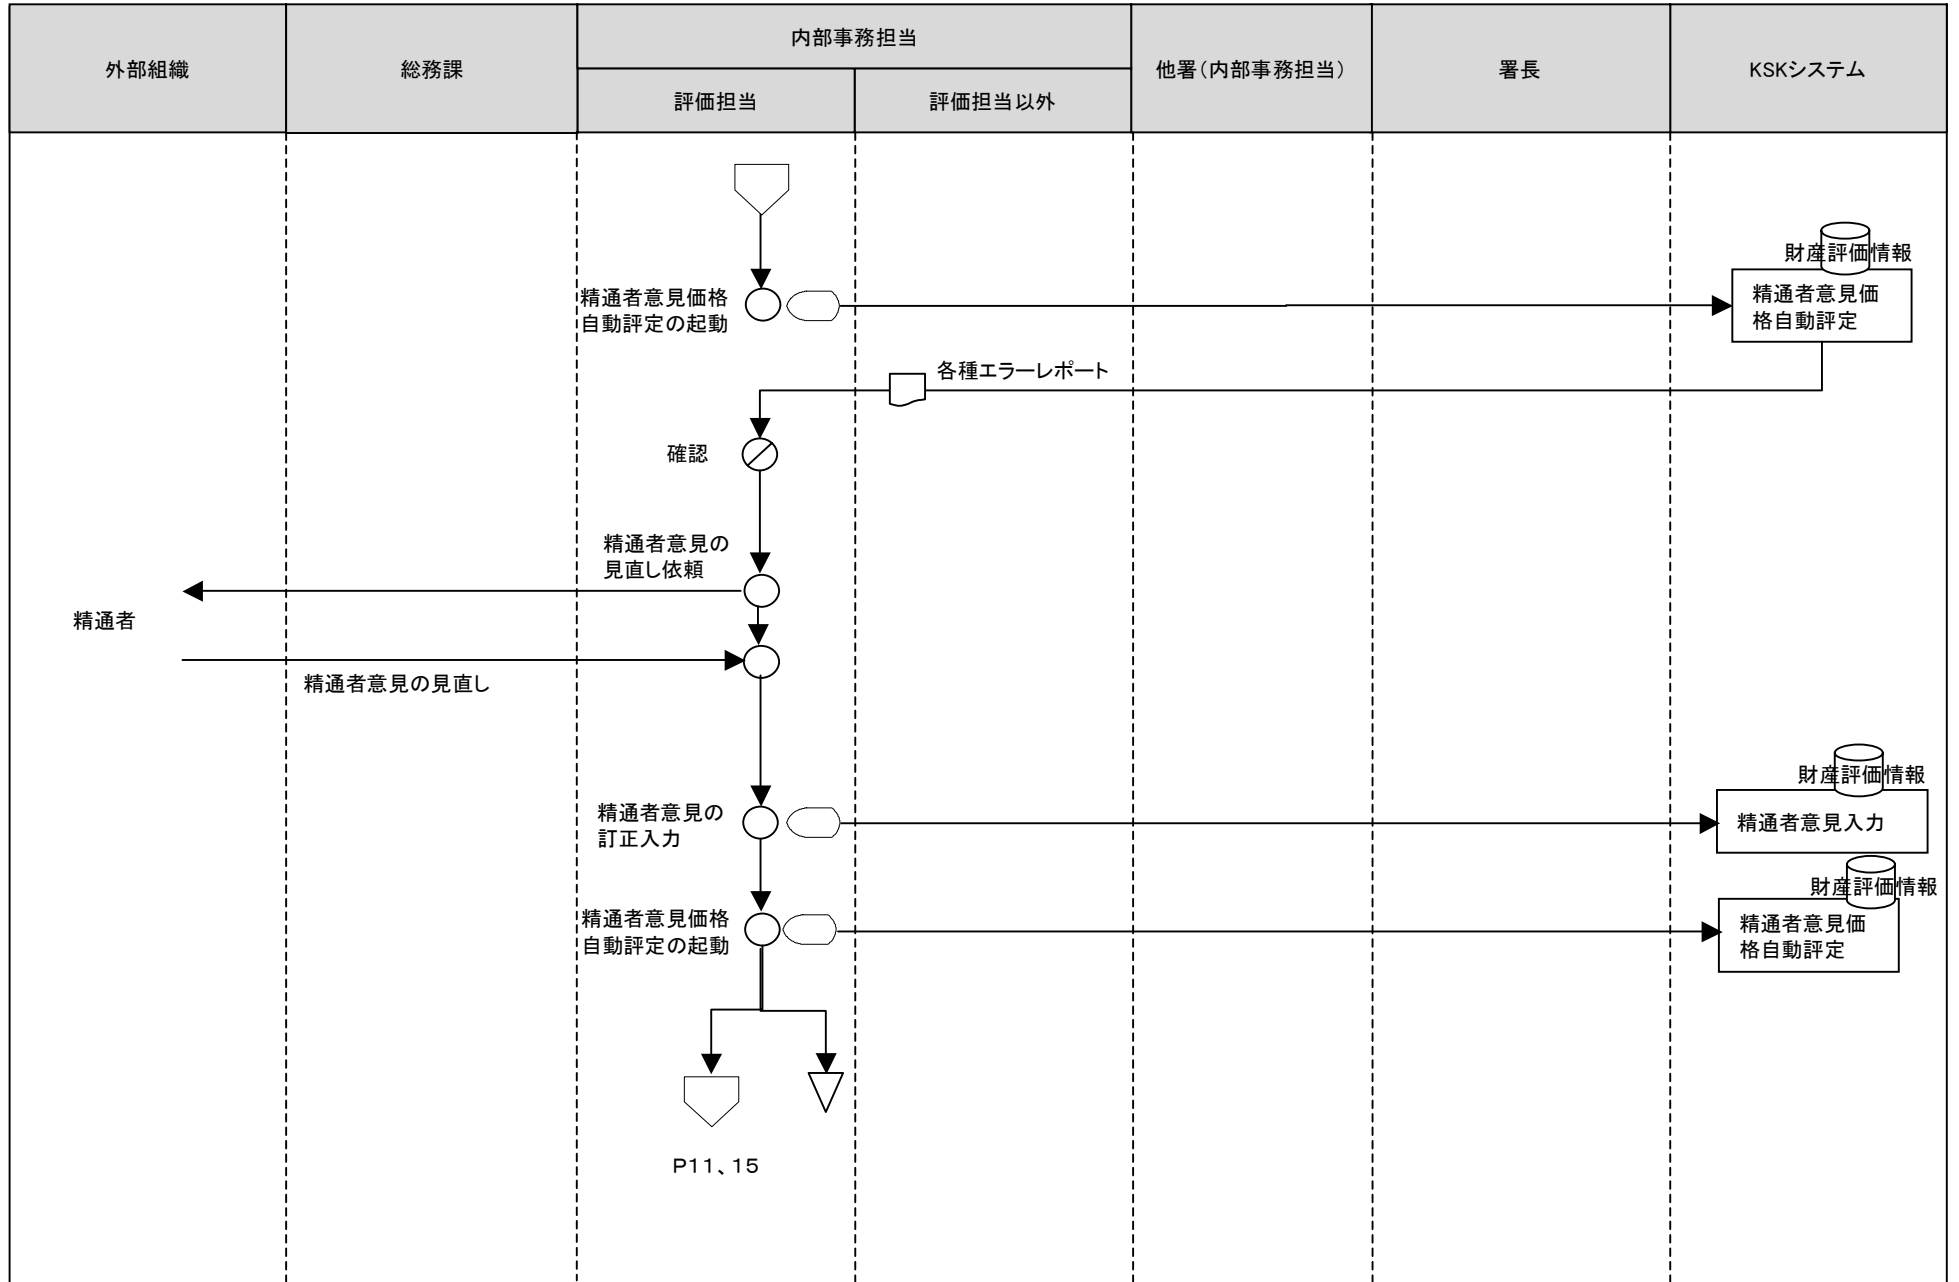 外部組織
総務課
内部事務担当
評価担当
評価担当以外
他署（内部事務担当）
署長
KSKシステム
財産評価情報
精通者意見価格
自動評定の起動
精通者意見価
格自動評定
各種エラーレポート
確認
精通者意見の
見直し依頼
精通者
精通者意見の見直し
財産評価情報
精通者意見の
訂正入力
精通者意見入力
財産評価情報
精通者意見価格
自動評定の起動
精通者意見価
格自動評定
P11、15